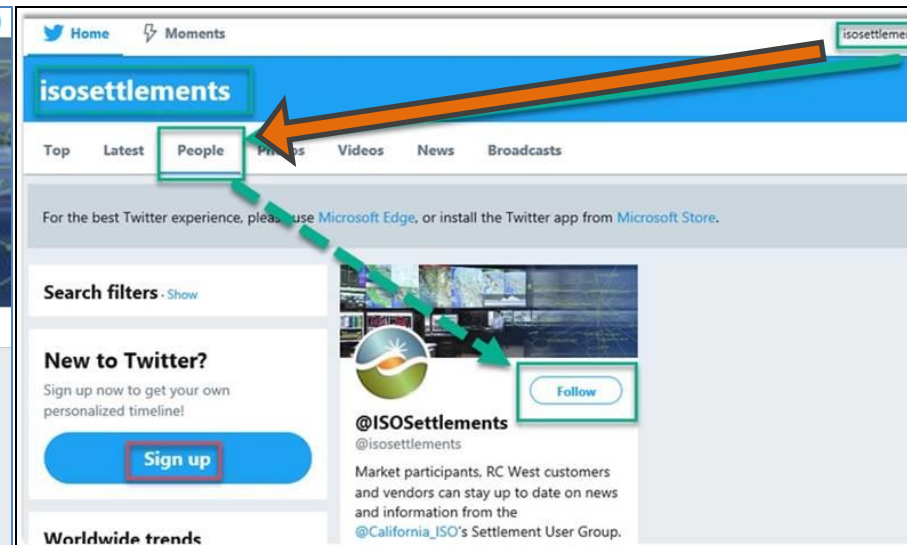 Home Moments
isosettlements
Top Latest People Photos Videos News Broadcasts
For the best Twitter experience, please use Microsoft Edge, or install the Twitter app from Microsoft Store.
Search filters · Show
New to Twitter?
Sign up now to get your own
personalized timeline!
Sign up
Worldwide trends
Follow
@ISOSettlements
@isosettlements
Market participants, RC West customers
and vendors can stay up to date on news
and information from the
@California_ISO's Settlement User Group.